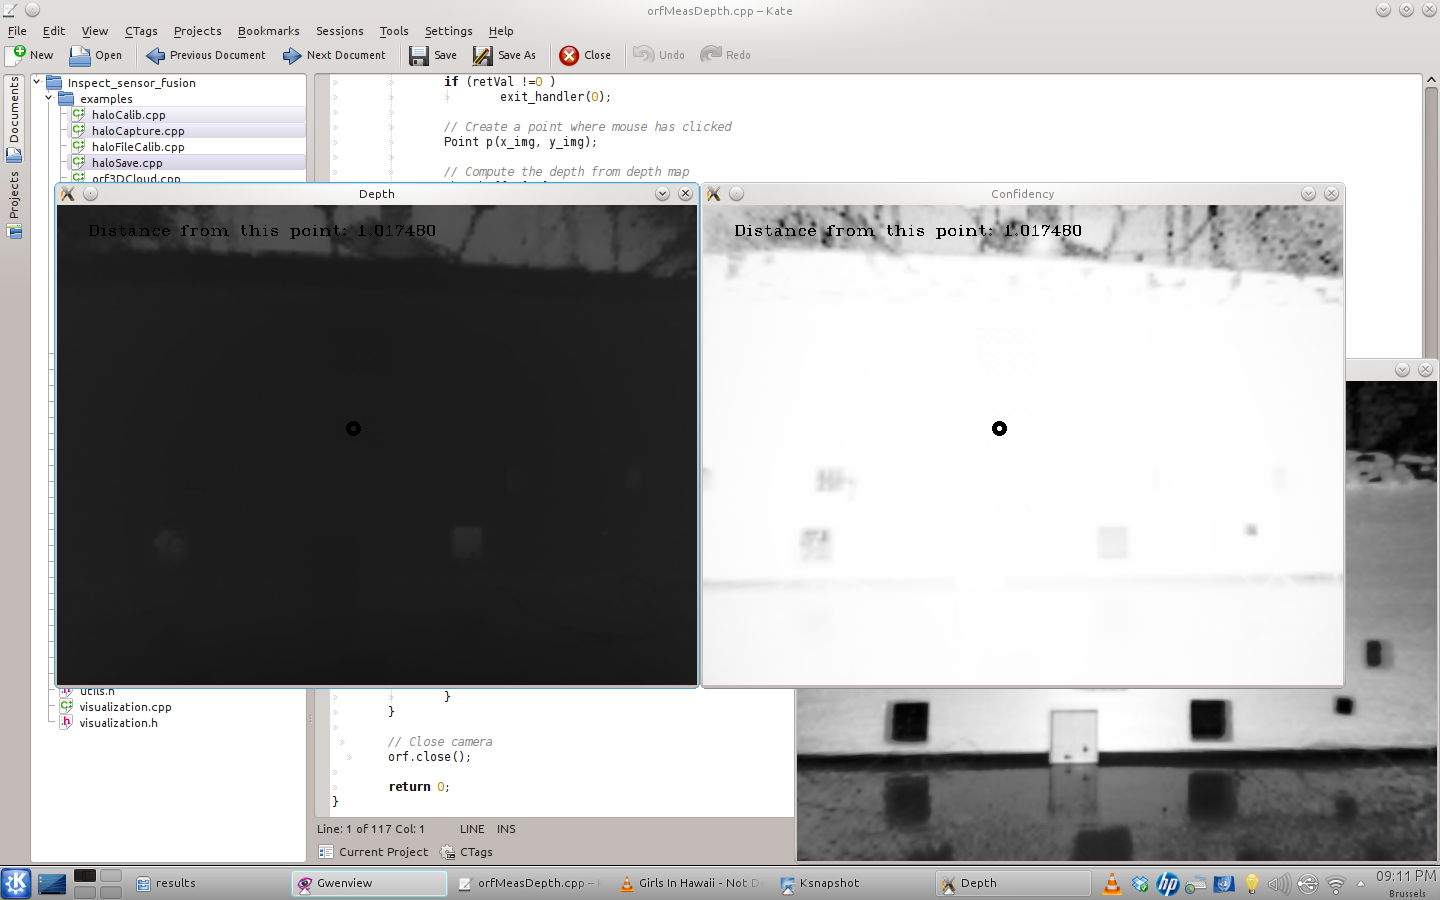 orfMeasDepth.cpp – Kate
File Edit View CTags Projects Bookmarks Sessions Tools Settings Help
New Open Previous Document Next Document Save Save As Close Undo Redo
Documents
Projects
Inspect_sensor_fusion
examples
haloCalib.cpp
haloCapture.cpp
haloFileCalib.cpp
haloSave.cpp
orf3DCloud.cpp
if (retVal !=0 )
exit_handler(0);
// Create a point where mouse has clicked
Point p(x_img, y_img);
// Compute the depth from depth map
Depth
Distance from this point: 1.017480
Confidency
Distance from this point: 1.017480
utils.h
visualization.cpp
visualization.h
}
}
// Close camera
orf.close();
return 0;
}
Line: 1 of 117 Col: 1 LINE INS
Current Project CTags
results
Gwenview
orfMeasDepth.cpp –
Girls In Hawaii - Not D
Ksnapshot
Depth
hp
09:11 PM
Brussels